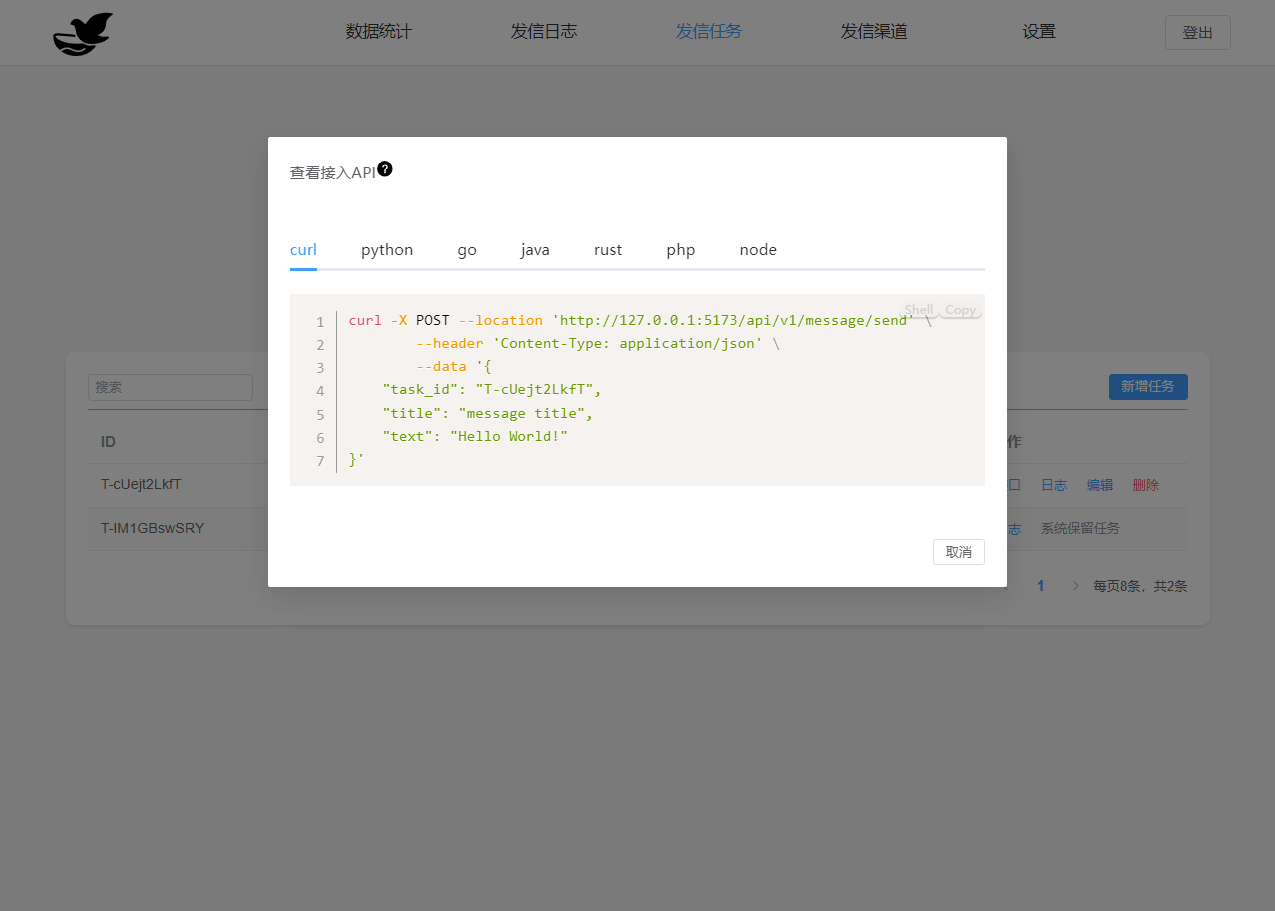 数据统计 发信日志 发信任务 发信渠道 设置 登出
查看接入API?
curl python go java rust php node
Shell Copy
1 curl -X POST --location 'http://127.0.0.1:5173/api/v1/message/send' \
2 --header 'Content-Type: application/json' \
3 --data '{
4 "task_id": "T-cUejt2LkfT",
5 "title": "message title",
6 "text": "Hello World!"
7 }'
取消
搜索 新增任务
ID 作
T-cUejt2LkfT 口 日志 编辑 删除
T-IM1GBwsSRY 志 系统保留任务
1 每页8条，共2条